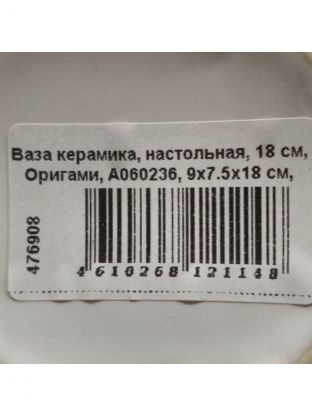 Ваза керамика, настольная, 18 см,
Оригами, A060236, 9x7.5x18 см,
476908
4 610268 121148